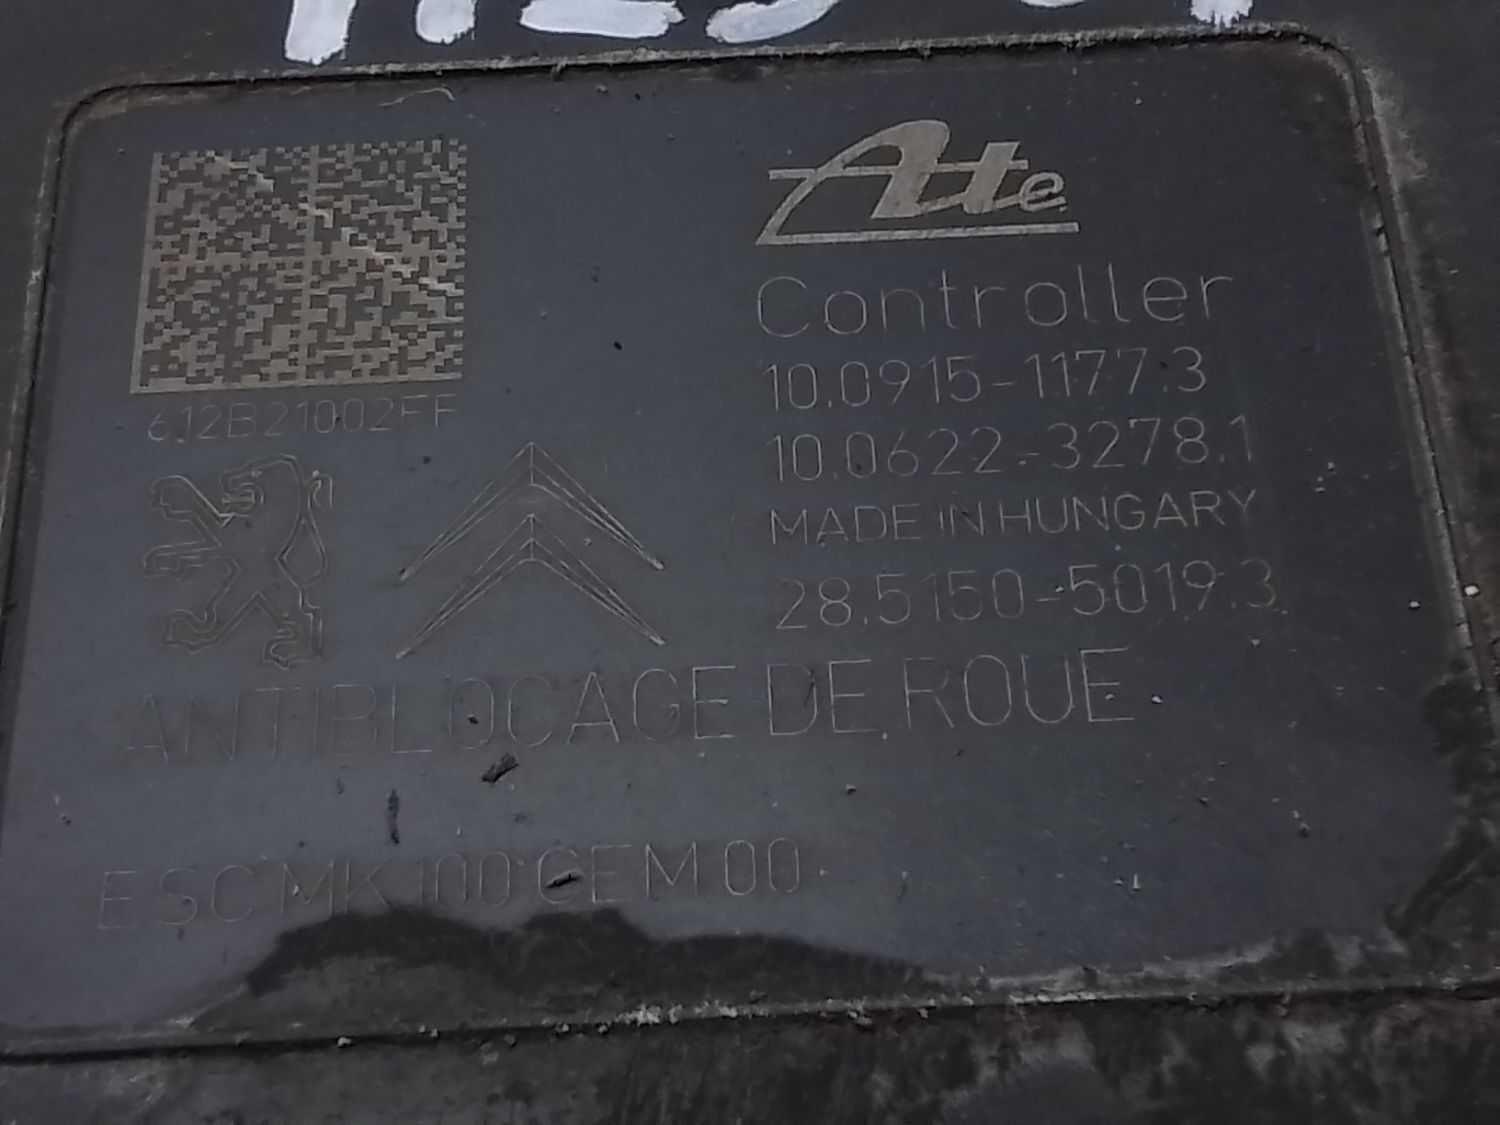 612B21002FF
Ate
Controller
10.0915-1177.3
10.0622-3278.1
MADE IN HUNGARY
28.5150-5019.3
ANTIBLOCAGE DE ROUE
ESC MK100 GEM 00